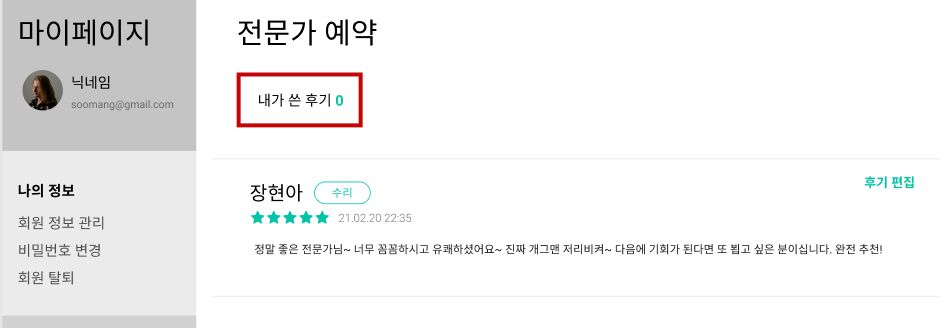 마이페이지
닉네임
soomang@gmail.com
나의 정보
회원 정보 관리
비밀번호 변경
회원 탈퇴
전문가 예약
내가 쓴 후기 0
장현아 수리
후기 편집
21.02.20 22:35
정말 좋은 전문가님~ 너무 꼼꼼하시고 유쾌하셨어요~ 진짜 개그맨 저리비켜~ 다음에 기회가 된다면 또 뵙고 싶은 분이십니다. 완전 추천!